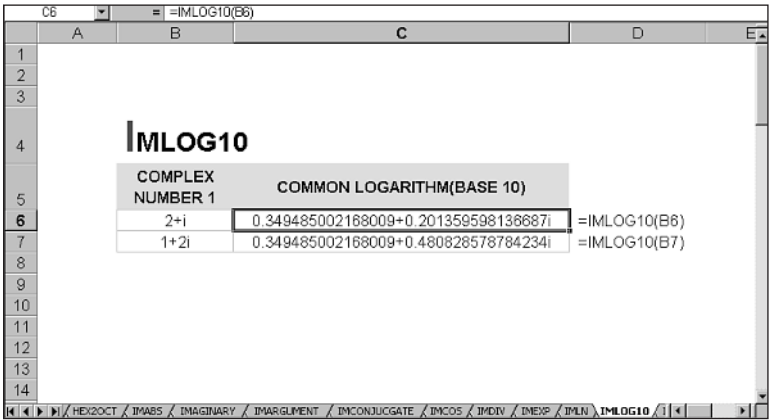 C6 = =IMLOG10(B6)
A B C D E
1
2
3
4 IMLOG10
5 COMPLEX NUMBER 1 COMMON LOGARITHM(BASE 10)
6 2+i 0.349485002168009+0.201359598136687i =IMLOG10(B6)
7 1+2i 0.349485002168009+0.480828578784234i =IMLOG10(B7)
8
9
10
11
12
13
14
HEX2OCT / IMABS / IMAGINARY / IMARGUMENT / IMCONJUCGATE / IMCOS / IMDIV / IMEXP / IMLN \ IMLOG10 / I